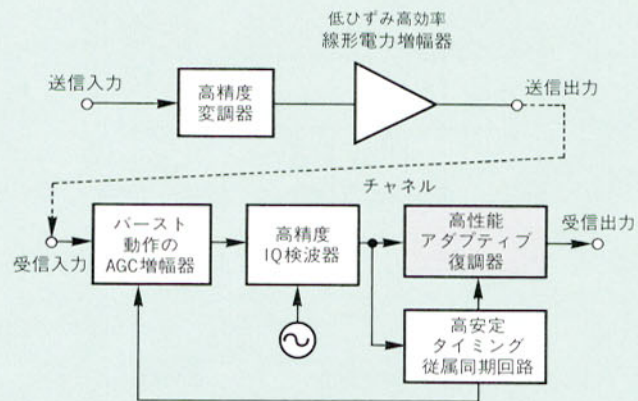 低ひずみ高効率
線形電力増幅器
送信入力
高精度
変調器
送信出力
チャネル
受信入力
バースト
動作の
AGC増幅器
高精度
IQ検波器
高性能
アダプティブ
復調器
受信出力
高安定
タイミング
従属同期回路